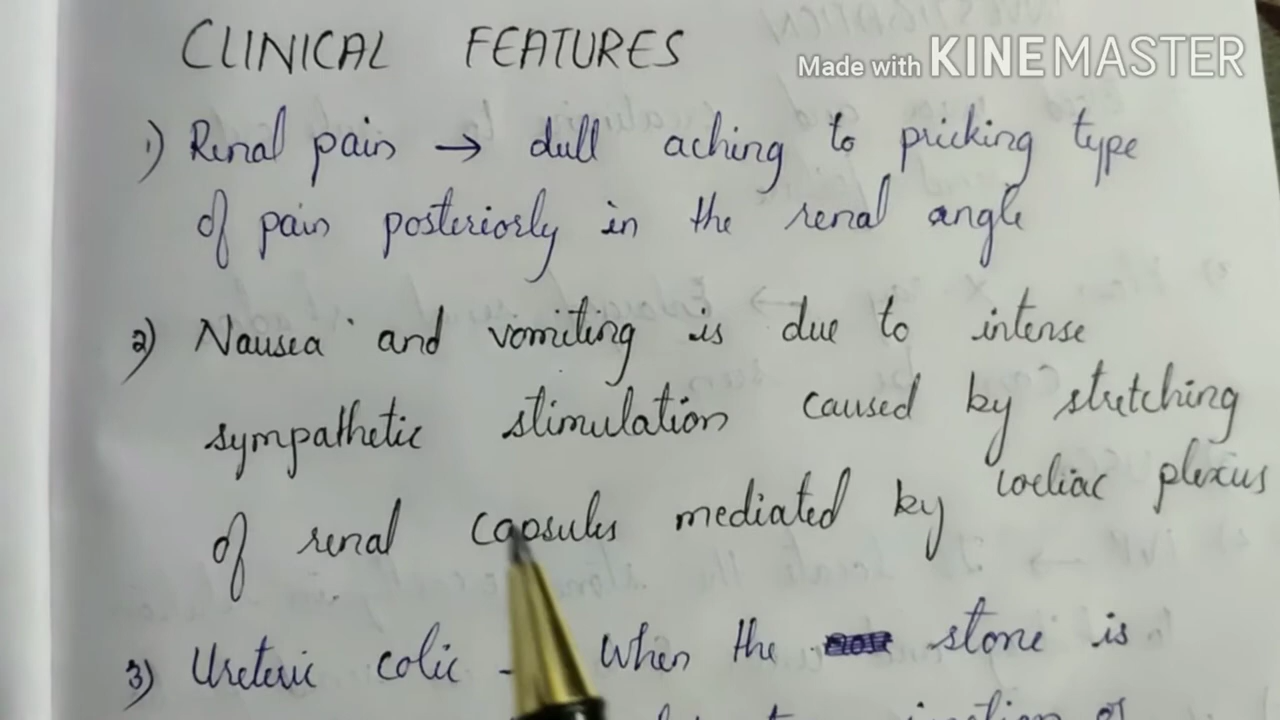 CLINICAL FEATURES
Made with KINEMASTER
1) Renal pain → dull aching to pricking type
of pain posteriorly in the renal angle
2) Nausea and vomiting is due to intense
sympathetic stimulation caused by stretching
of renal capsules mediated by coeliac plexus
3) Ureteric colic - When the stone is